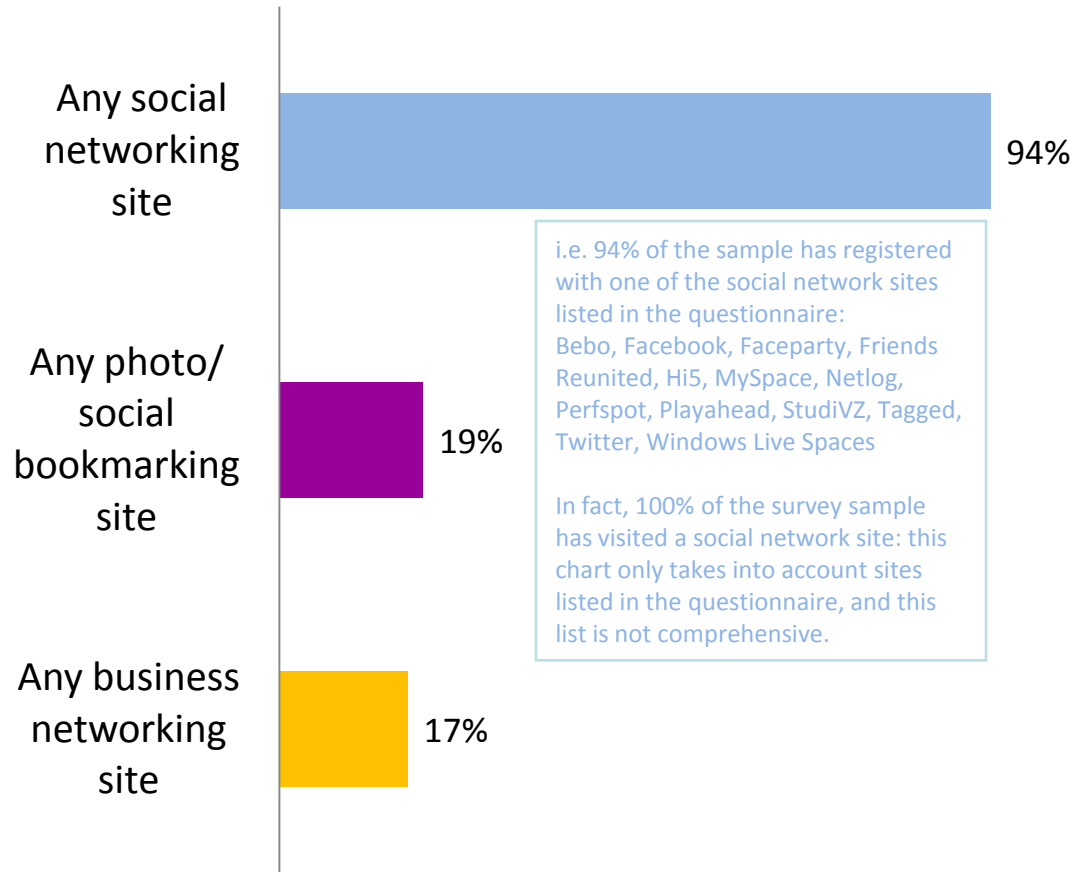 Any social
networking
site
94%
i.e. 94% of the sample has registered
with one of the social network sites
listed in the questionnaire:
Bebo, Facebook, Faceparty, Friends
Reunited, Hi5, MySpace, Netlog,
Perfspot, Playahead, StudiVZ, Tagged,
Twitter, Windows Live Spaces
In fact, 100% of the survey sample
has visited a social network site: this
chart only takes into account sites
listed in the questionnaire, and this
list is not comprehensive.
Any photo/
social
bookmarking
site
19%
Any business
networking
site
17%